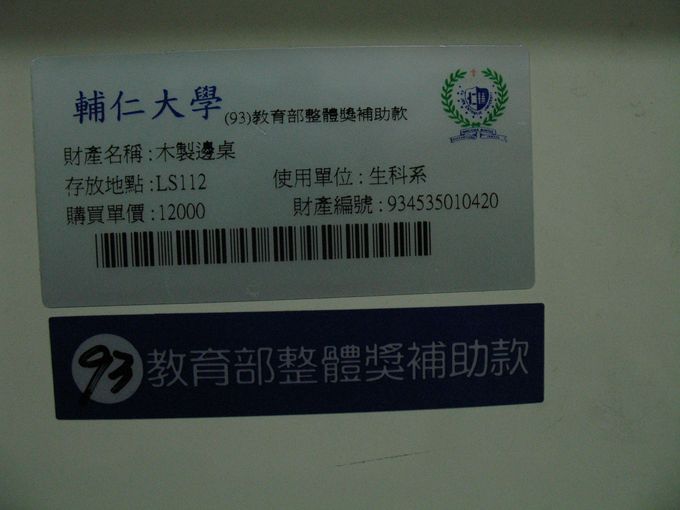 輔仁大學 (93)教育部整體獎補助款
財產名稱:木製邊桌
存放地點:LS112 使用單位:生科系
購買單價:12000 財產編號:934535010420
93 教育部整體獎補助款